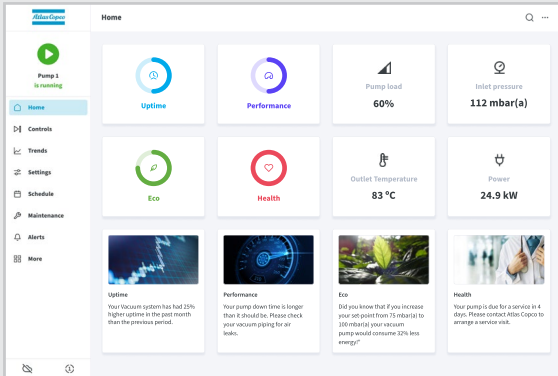 Atlas Copco
Home
Pump 1
is running
Home
Controls
Trends
Settings
Schedule
Maintenance
Alerts
More
Uptime
Performance
Pump load
60%
Inlet pressure
112 mbar(a)
Eco
Health
Outlet Temperature
83 °C
Power
24.9 kW
Uptime
Your Vacuum system has had 25%
higher uptime in the past month
than the previous period.
Performance
Your pump down time is longer
than it should be. Please check
your vacuum piping for air
leaks.
Eco
Did you know that if you increase
your set-point from 75 mbar(a) to
100 mbar(a) your vacuum
pump would consume 32% less
energy!"
Health
Your pump is due for a service in 4
days. Please contact Atlas Copco to
arrange a service visit.